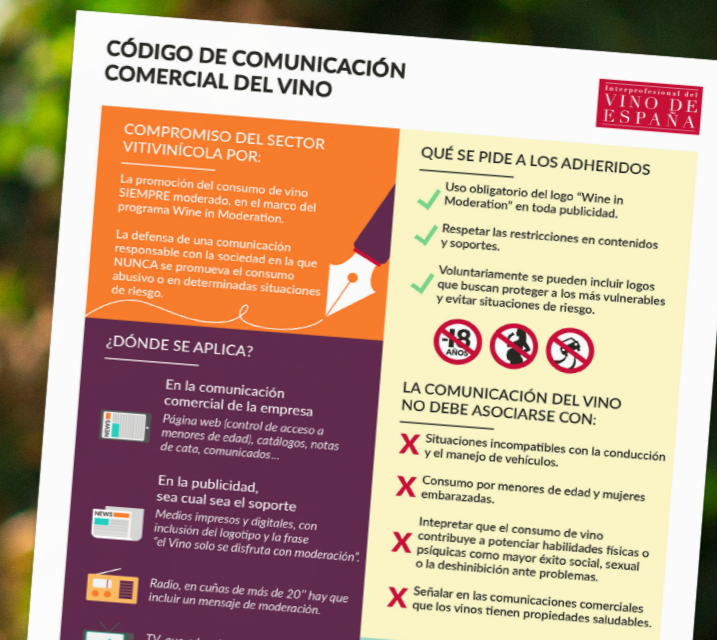 CÓDIGO DE COMUNICACIÓN
COMERCIAL DEL VINO
Interprofesional del
VINO DE
ESPAÑA
COMPROMISO DEL SECTOR
VITIVINÍCOLA POR:
La promoción del consumo de vino
SIEMPRE moderado, en el marco del
programa Wine in Moderation.
La defensa de una comunicación
responsable con la sociedad en la que
NUNCA se promueva el consumo
abusivo o en determinadas situaciones
de riesgo.
¿DÓNDE SE APLICA?
En la comunicación
comercial de la empresa
NEWS
Página web (control de acceso a
menores de edad), catálogos, notas
de cata, comunicados...
En la publicidad,
sea cual sea el soporte
NEWS
Medios impresos y digitales, con
inclusión del logotipo y la frase
"el Vino solo se disfruta con moderación".
Radio, en cuñas de más de 20" hay que
incluir un mensaje de moderación.
TV,
QUÉ SE PIDE A LOS ADHERIDOS
Uso obligatorio del logo "Wine in
Moderation" en toda publicidad.
Respetar las restricciones en contenidos
y soportes.
Voluntariamente se pueden incluir logos
que buscan proteger a los más vulnerables
y evitar situaciones de riesgo.
-18
AÑOS
LA COMUNICACIÓN DEL VINO
NO DEBE ASOCIARSE CON:
X Situaciones incompatibles con la conducción
y el manejo de vehículos.
X Consumo por menores de edad y mujeres
embarazadas.
Intepretar que el consumo de vino
X contribuye a potenciar habilidades físicas o
psíquicas como mayor éxito social, sexual
o la deshinibición ante problemas.
X Señalar en las comunicaciones comerciales
que los vinos tienen propiedades saludables.